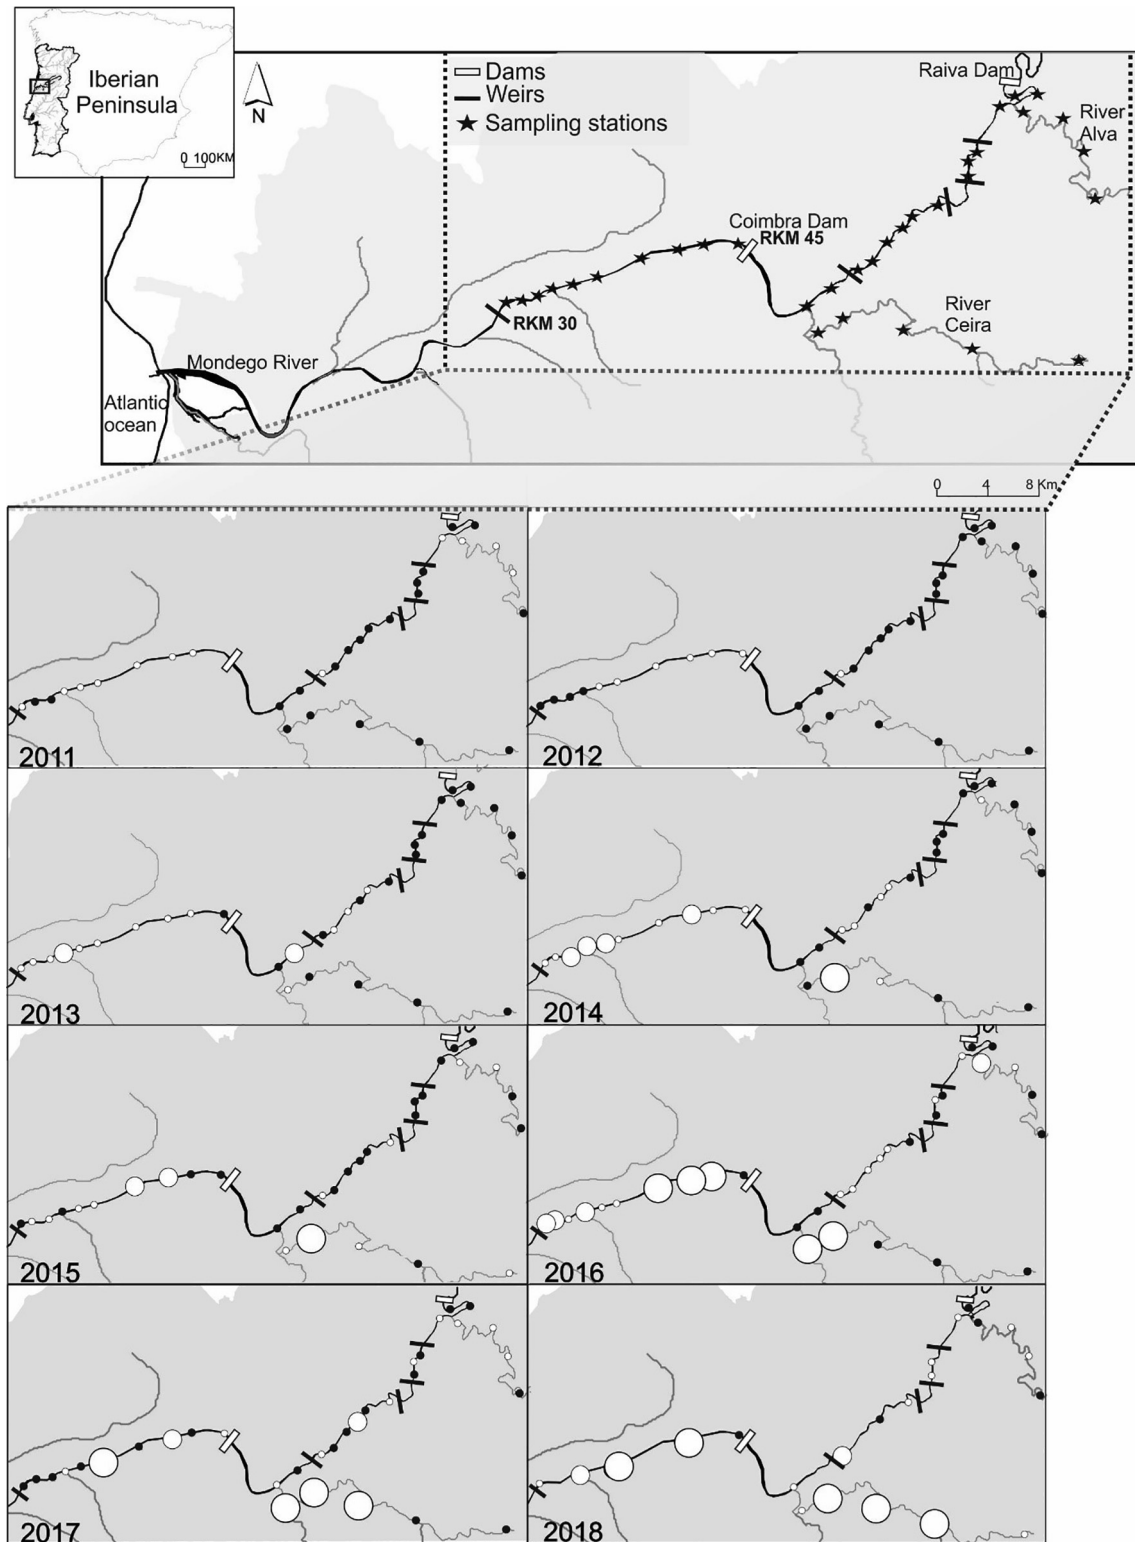 Iberian
Peninsula
0 100KM
N
Dams
Weirs
Sampling stations
Raiva Dam
River
Alva
Coimbra Dam
RKM 45
RKM 30
River
Ceira
Mondego River
Atlantic
ocean
0 4 8 Km
2011
2012
2013
2014
2015
2016
2017
2018